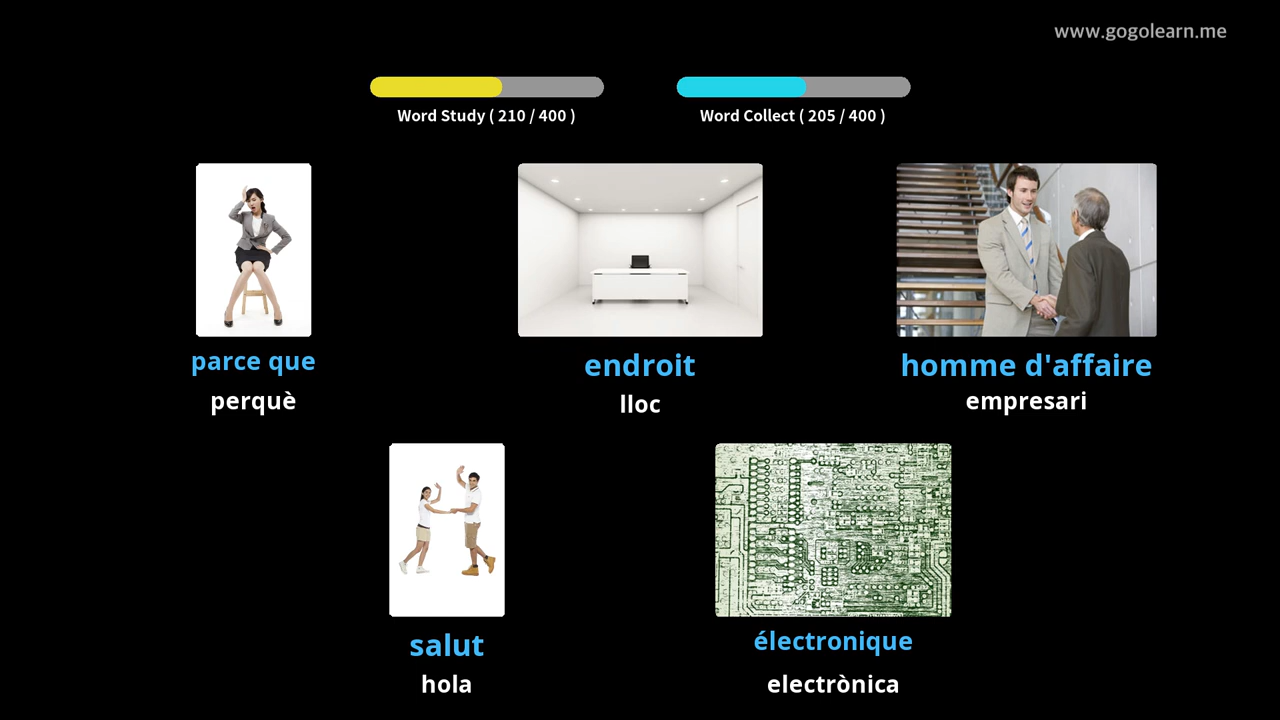 www.gogolearn.me
Word Study ( 210 / 400 )
Word Collect ( 205 / 400 )
parce que
perquè
endroit
lloc
homme d'affaire
empresari
salut
hola
électronique
electrònica